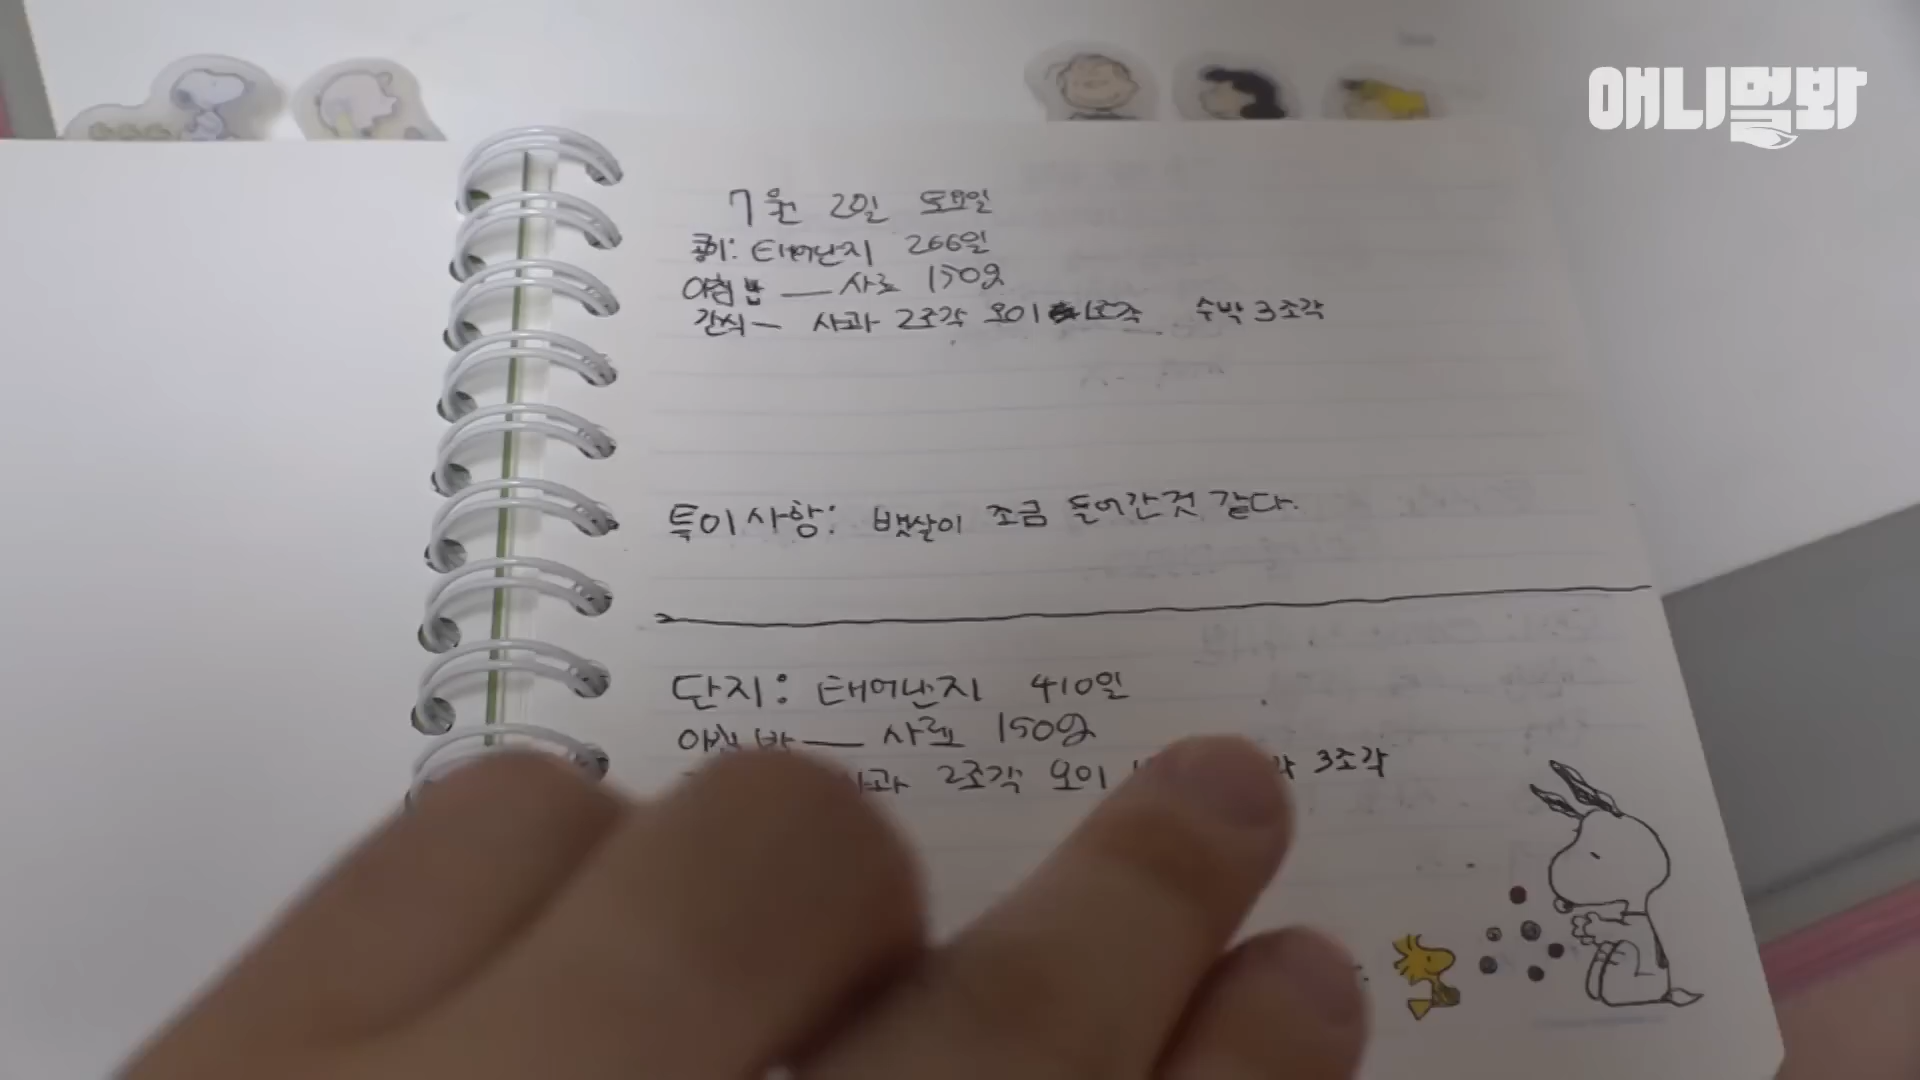 애니멀봐
7월 20일 토요일
콩이: 태어난지 266일
아침 밥 — 사료 150g
간식 — 사과 2조각 오이 1조각 수박 3조각
특이사항: 뱃살이 조금 들어간것 같다.
단지: 태어난지 410일
아침 밥 — 사료 150g
사과 2조각 오이 3조각